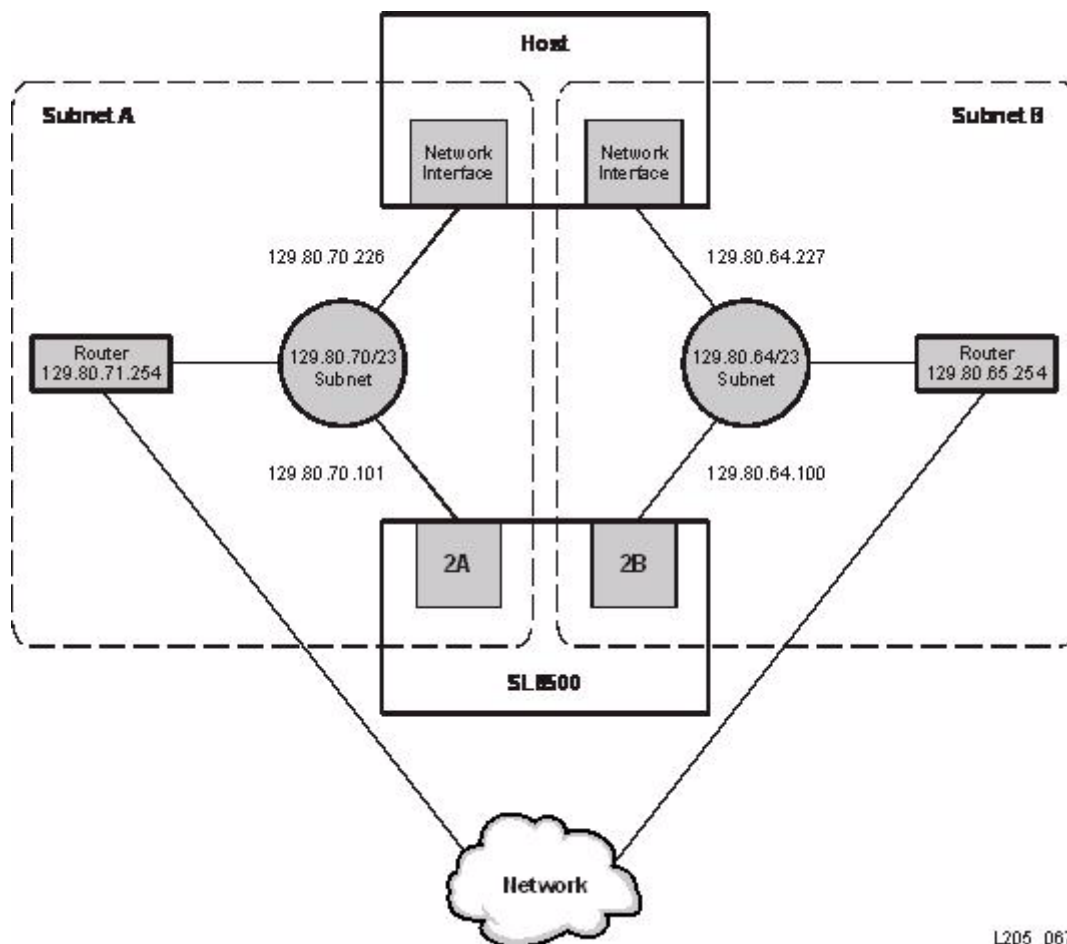 Host
Subnet A
Subnet B
Network
Interface
Network
Interface
129.80.70.226
129.80.64.227
Router
129.80.71.254
129.80.70/23
Subnet
129.80.64/23
Subnet
Router
129.80.65.254
129.80.70.101
129.80.64.100
2A
2B
SL8500
Network
L205_067